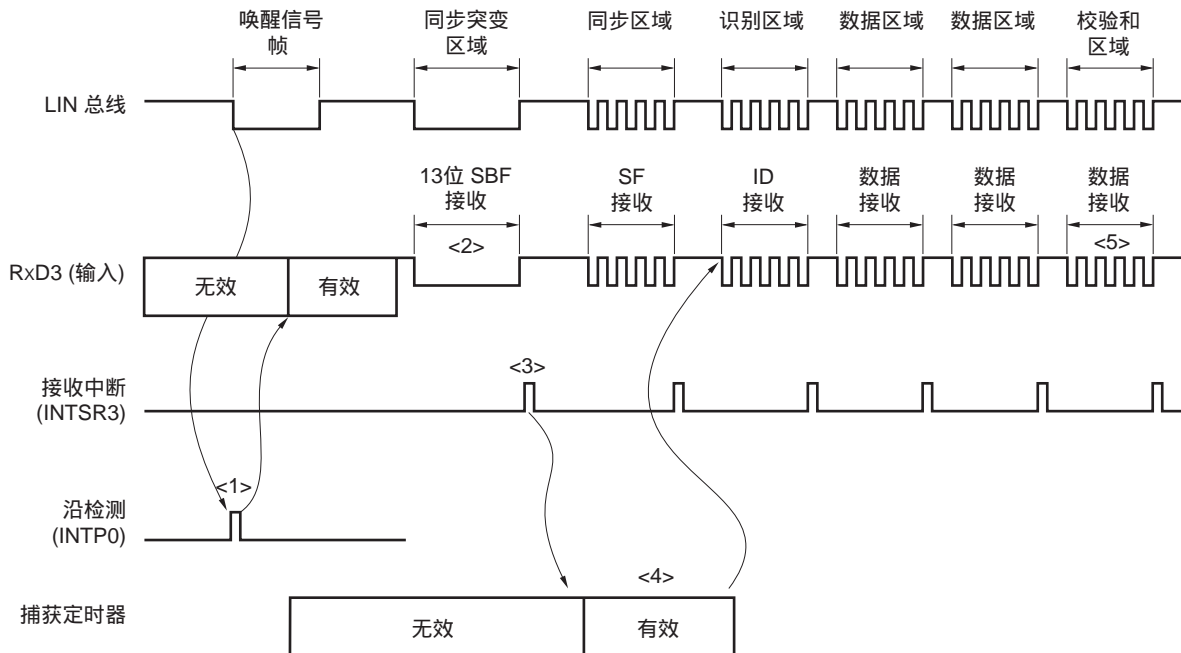 唤醒信号
帧
同步突变
区域
同步区域
识别区域
数据区域
数据区域
校验和
区域
LIN 总线
13位 SBF
接收
SF
接收
ID
接收
数据
接收
数据
接收
数据
接收
<2>
<5>
RxD3 (输入)
无效
有效
<3>
接收中断
(INTSR3)
<1>
沿检测
(INTP0)
<4>
捕获定时器
无效
有效